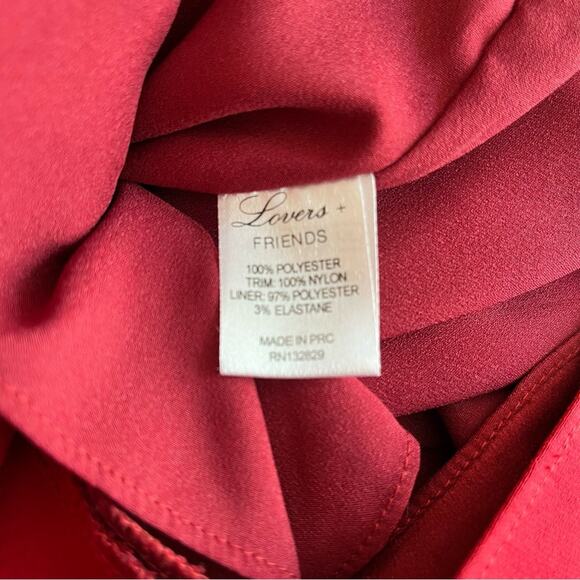 Lovers +
FRIENDS
100% POLYESTER
TRIM: 100% NYLON
LINER: 97% POLYESTER
3% ELASTANE
MADE IN PRC
RN132829